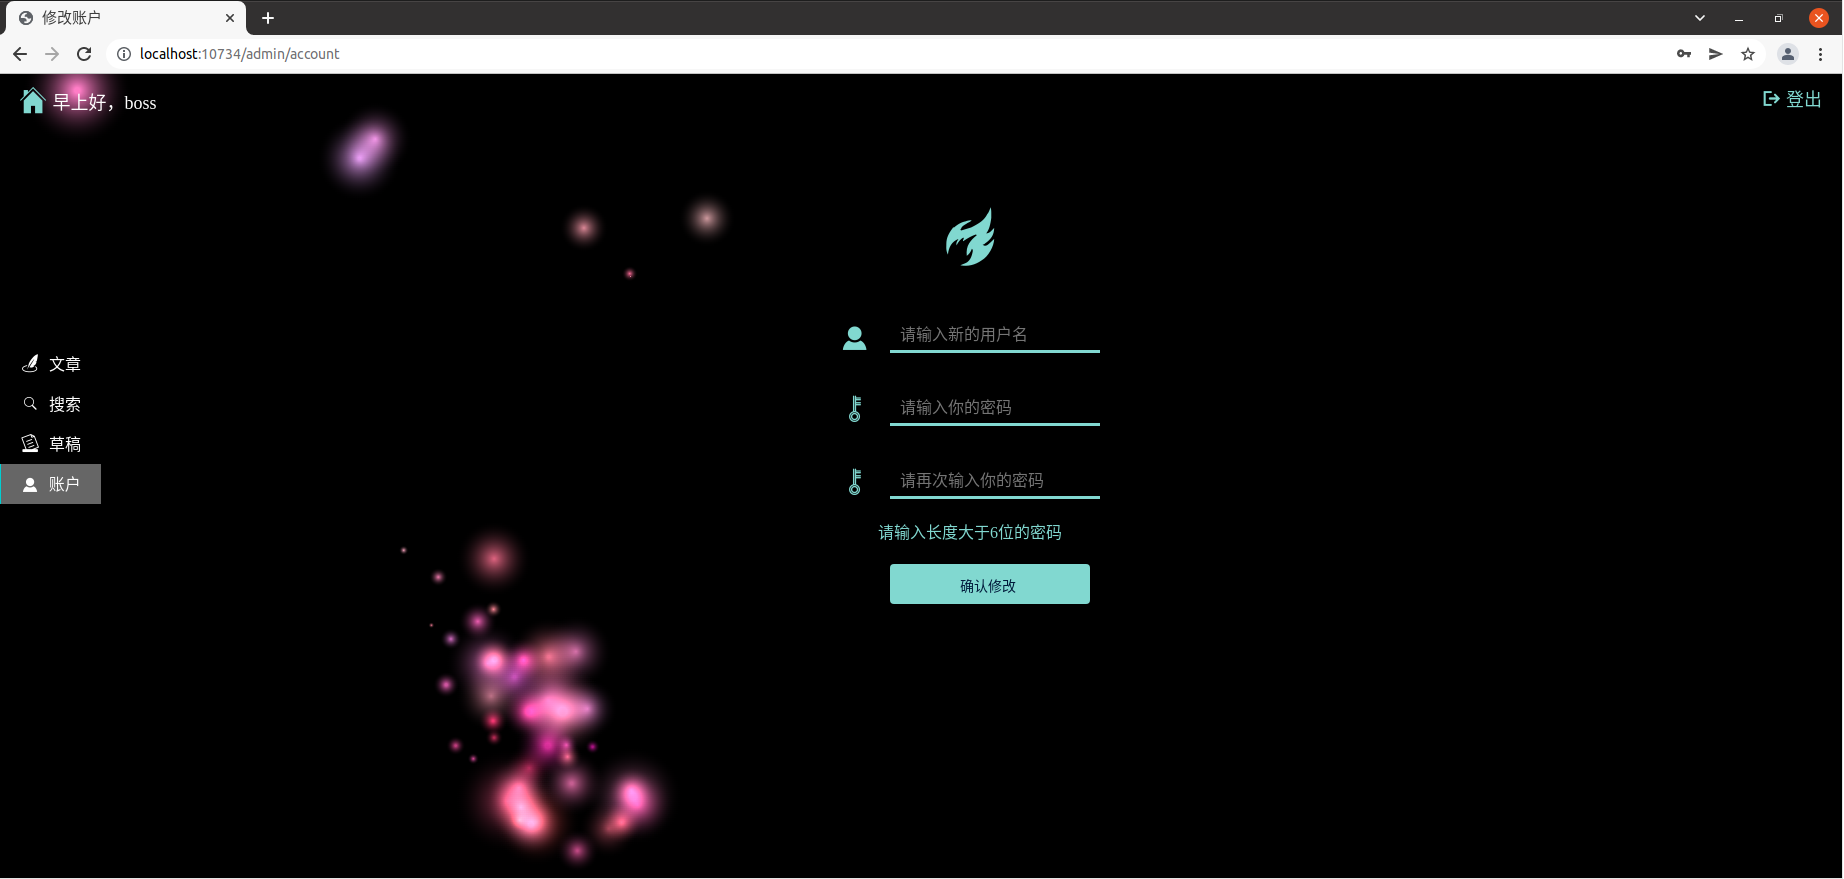 修改账户
localhost:10734/admin/account
早上好，boss
登出
请输入新的用户名
文章
请输入你的密码
搜索
草稿
请再次输入你的密码
账户
请输入长度大于6位的密码
确认修改